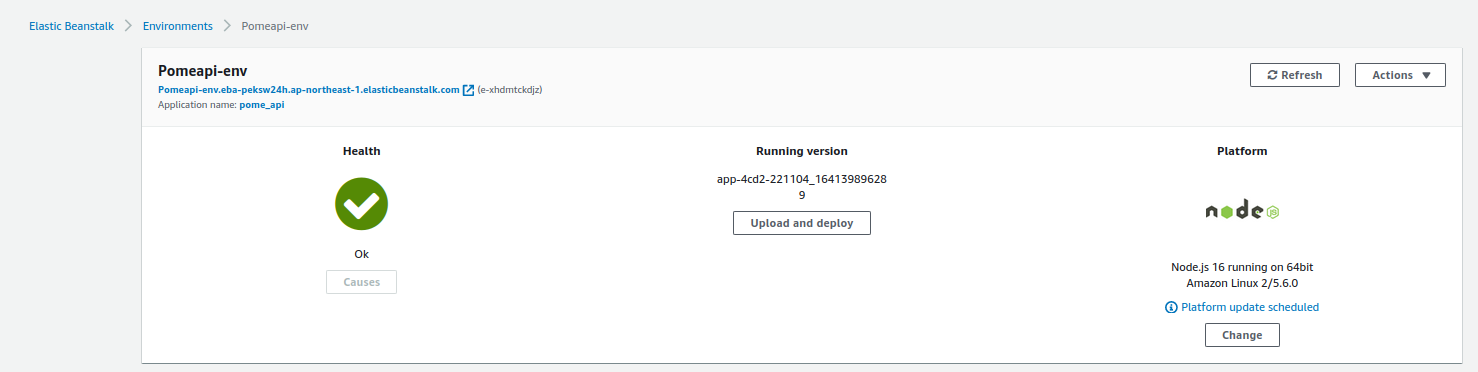 Elastic Beanstalk > Environments > Pomeapi-env
Pomeapi-env
Pomeapi-env.eba-peksw24h.ap-northeast-1.elasticbeanstalk.com (e-xhdmtckdjz)
Application name: pome_api
Refresh
Actions
Health
Ok
Causes
Running version
app-4cd2-221104_16413989628
9
Upload and deploy
Platform
node
JS
Node.js 16 running on 64bit
Amazon Linux 2/5.6.0
Platform update scheduled
Change